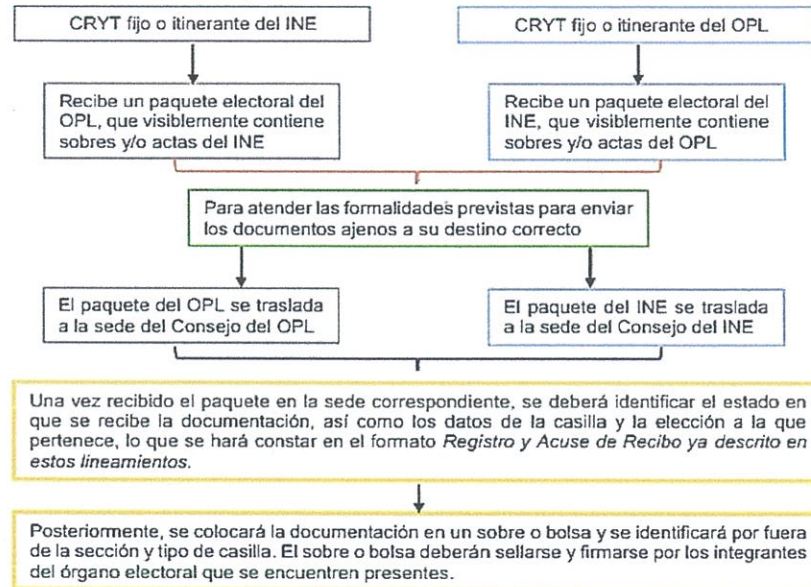 CRYT fijo o itinerante del INE
CRYT fijo o itinerante del OPL
Recibe un paquete electoral del
OPL, que visiblemente contiene
sobres y/o actas del INE
Recibe un paquete electoral del
INE, que visiblemente contiene
sobres y/o actas del OPL
Para atender las formalidades previstas para enviar
los documentos ajenos a su destino correcto
El paquete del OPL se traslada
a la sede del Consejo del OPL
El paquete del INE se traslada
a la sede del Consejo del INE
Una vez recibido el paquete en la sede correspondiente, se deberá identificar el estado en
que se recibe la documentación, así como los datos de la casilla y la elección a la que
pertenece, lo que se hará constar en el formato Registro y Acuse de Recibo ya descrito en
estos lineamientos.
Posteriormente, se colocará la documentación en un sobre o bolsa y se identificará por fuera
de la sección y tipo de casilla. El sobre o bolsa deberán sellarse y firmarse por los integrantes
del órgano electoral que se encuentren presentes.